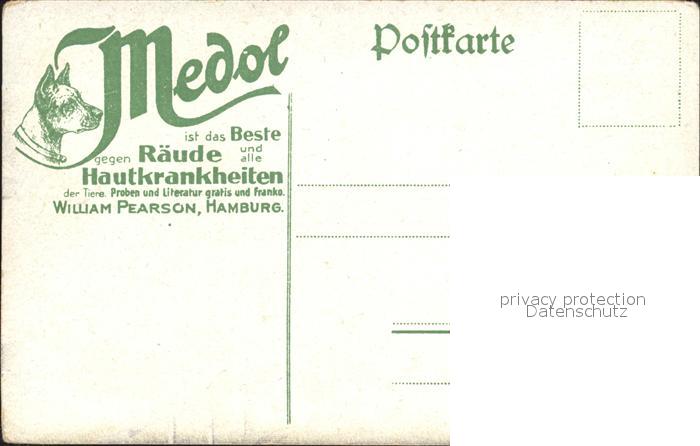 Medol
Postkarte
ist das Beste
gegen Räude und alle
Hautkrankheiten
der Tiere. Proben und Literatur gratis und Franko.
WILLIAM PEARSON, HAMBURG.
privacy protection
Datenschutz